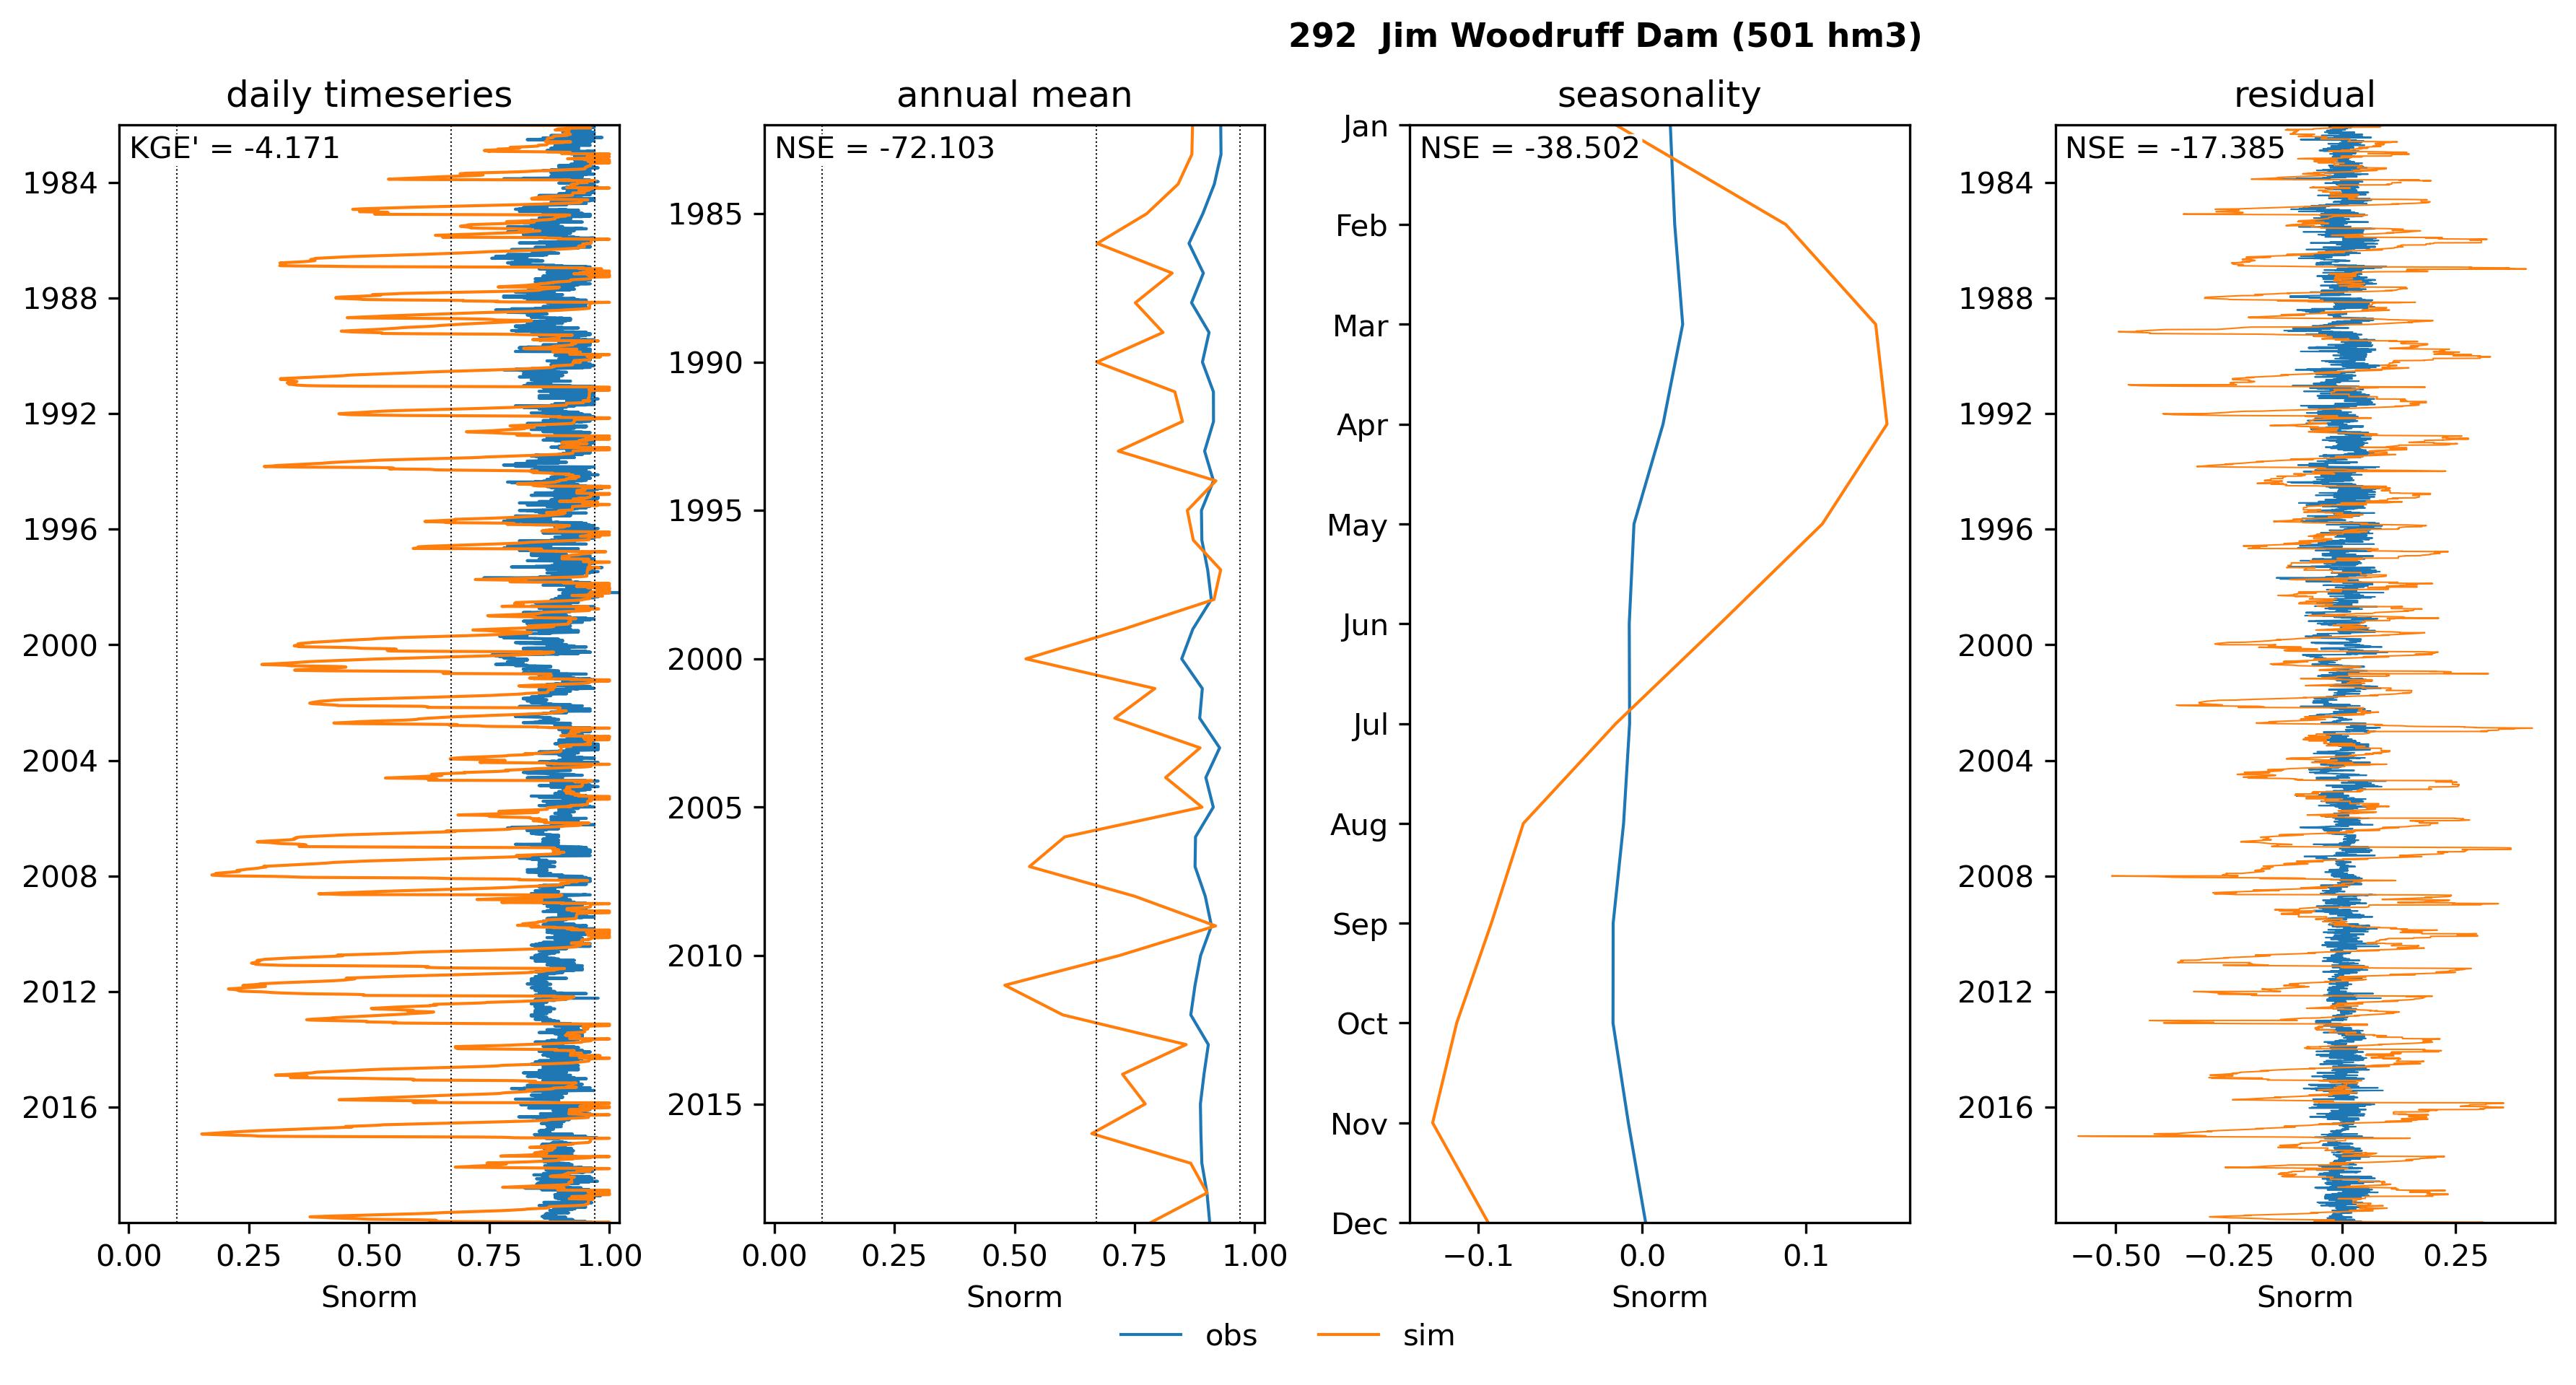 292  Jim Woodruff Dam (501 hm3)
daily timeseries
KGE' = -4.171
1984
1988
1992
1996
2000
2004
2008
2012
2016
0.00 0.25 0.50 0.75 1.00
Snorm
annual mean
NSE = -72.103
1985
1990
1995
2000
2005
2010
2015
0.00 0.25 0.50 0.75 1.00
Snorm
seasonality
NSE = -38.502
Jan
Feb
Mar
Apr
May
Jun
Jul
Aug
Sep
Oct
Nov
Dec
−0.1 0.0 0.1
Snorm
residual
NSE = -17.385
1984
1988
1992
1996
2000
2004
2008
2012
2016
−0.50 −0.25 0.00 0.25
Snorm
obs sim